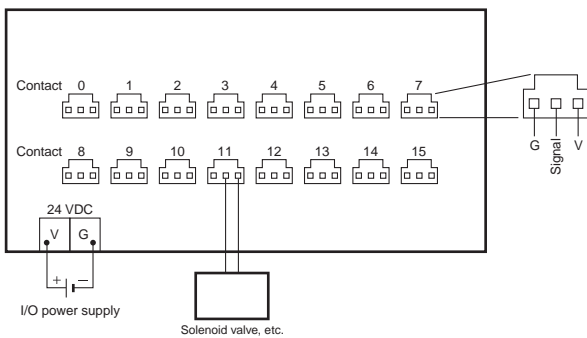 Contact 0 1 2 3 4 5 6 7
G Signal V
Contact 8 9 10 11 12 13 14 15
24 VDC
V G
+ −
I/O power supply
Solenoid valve, etc.